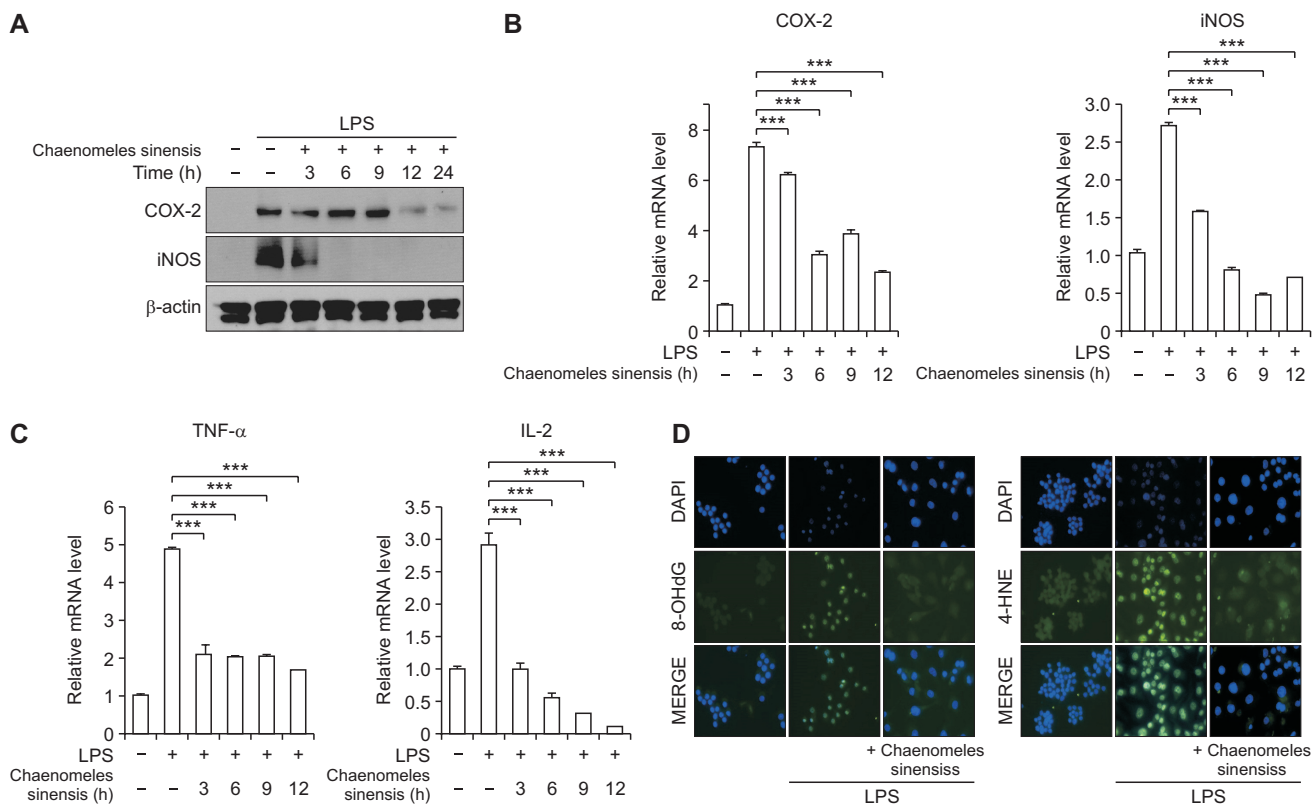 A
LPS
Chaenomeles sinensis – – + + + + +
Time (h) – – 3 6 9 12 24
COX-2
iNOS
β-actin
B
COX-2
***
***
***
***
Relative mRNA level
8
6
4
2
0
LPS – + + + + +
Chaenomeles sinensis (h) – – 3 6 9 12
iNOS
***
***
***
***
Relative mRNA level
3.0
2.5
2.0
1.5
1.0
0.5
0
LPS – + + + + +
Chaenomeles sinensis (h) – – 3 6 9 12
C
TNF-α
***
***
***
***
Relative mRNA level
6
5
4
3
2
1
0
LPS – + + + + +
Chaenomeles
sinensis (h) – – 3 6 9 12
IL-2
***
***
***
***
Relative mRNA level
3.5
3.0
2.5
2.0
1.5
1.0
0.5
0
LPS – + + + + +
Chaenomeles
sinensis (h) – – 3 6 9 12
D
DAPI
8-OHdG
MERGE
+ Chaenomeles
sinensiss
LPS
DAPI
4-HNE
MERGE
+ Chaenomeles
sinensiss
LPS